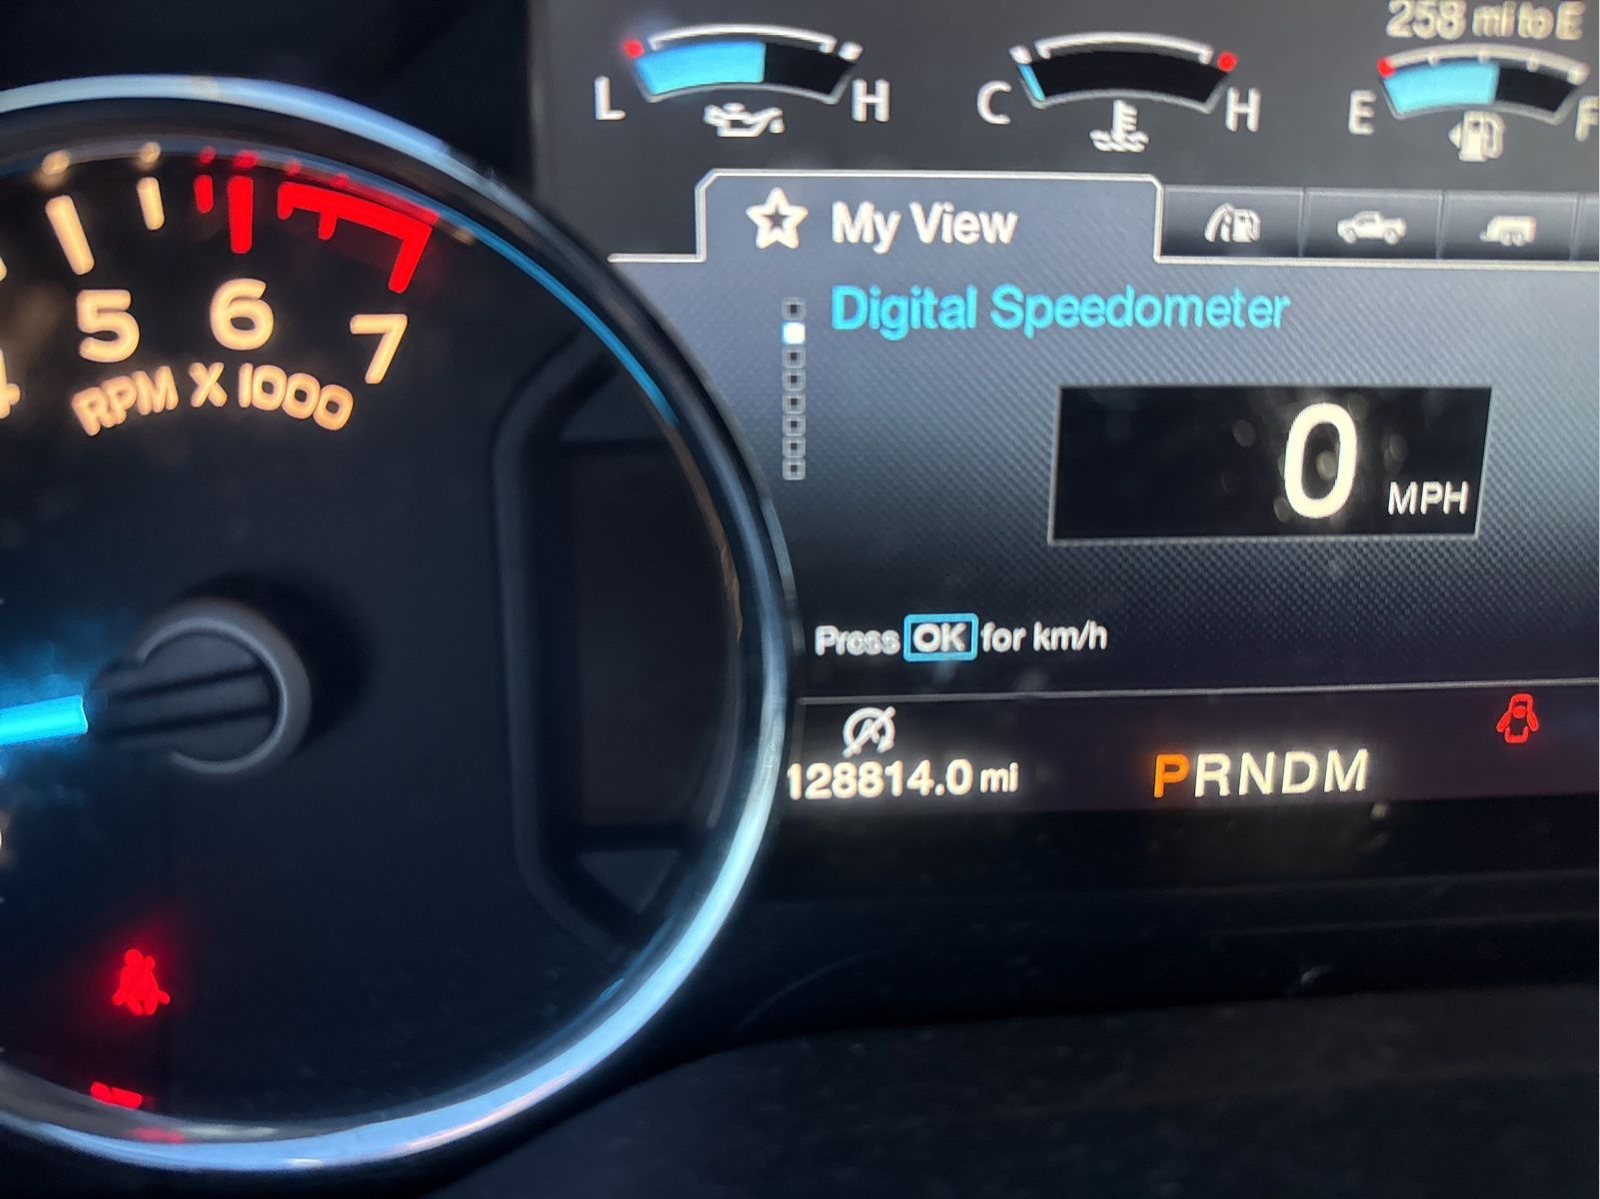 258 mi to E
L H
C H
E F
My View
Digital Speedometer
0 MPH
Press OK for km/h
128814.0 mi
PRNDM
4 5 6 7
RPM X 1000